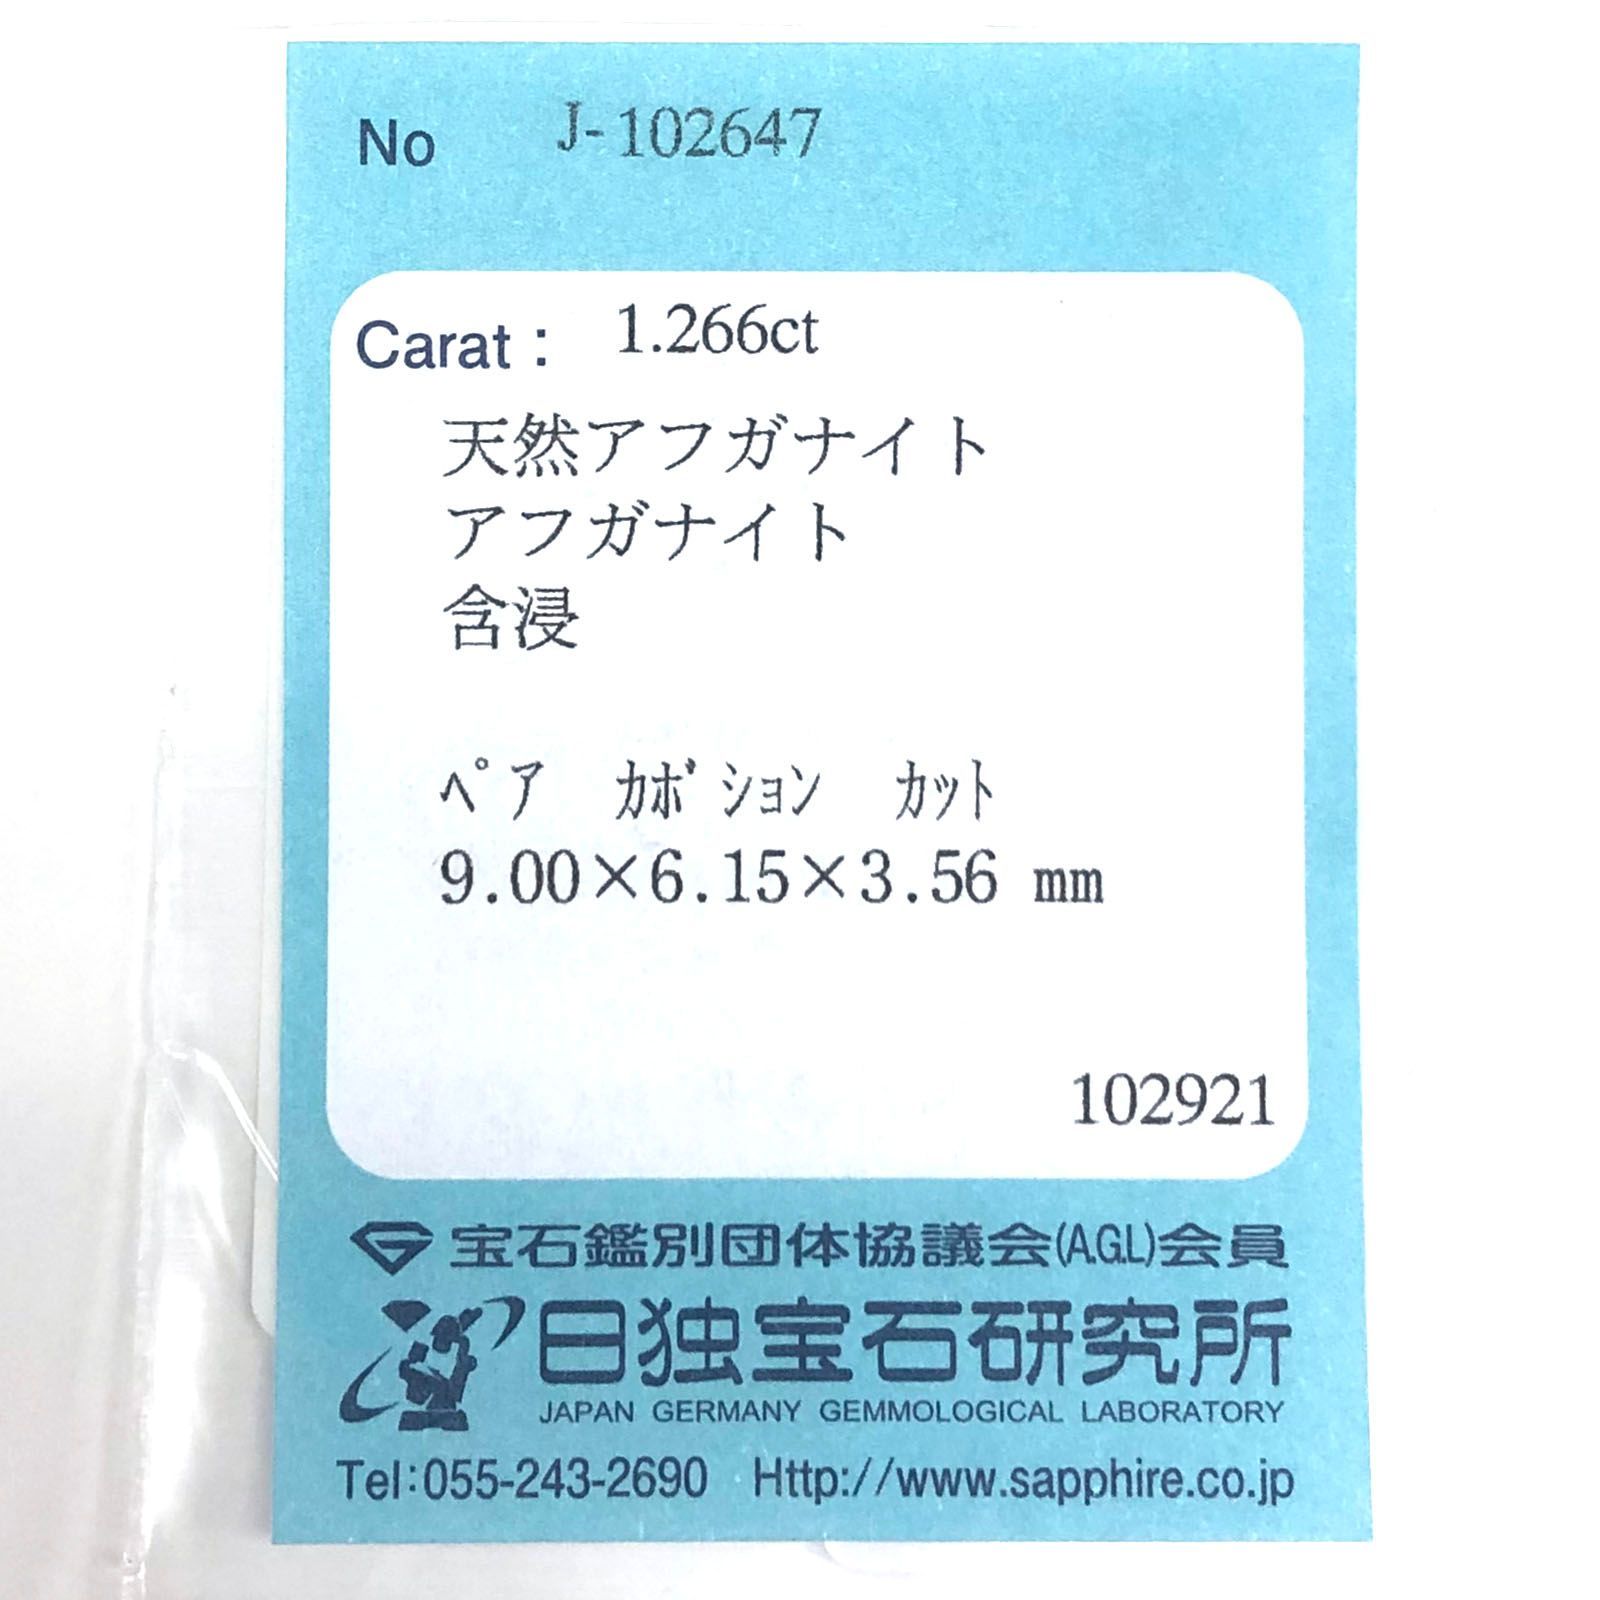 No J-102647
Carat : 1.266ct
天然アフガナイト
アフガナイト
含浸
ﾍﾟｱ ｶﾎﾞｼｮﾝ ｶｯﾄ
9.00×6.15×3.56 mm
102921
宝石鑑別団体協議会(A.G.L)会員
日独宝石研究所
JAPAN GERMANY GEMMOLOGICAL LABORATORY
Tel:055-243-2690 Http://www.sapphire.co.jp